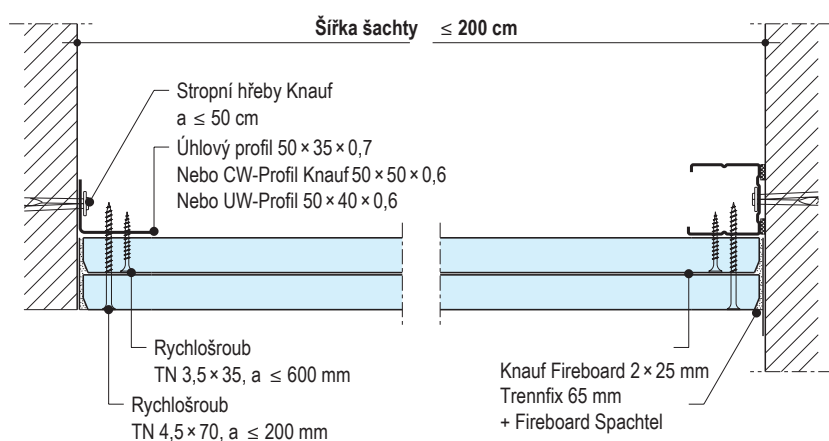 Šířka šachty ≤ 200 cm
Stropní hřeby Knauf
a ≤ 50 cm
Úhlový profil 50 × 35 × 0,7
Nebo CW-Profil Knauf 50 × 50 × 0,6
Nebo UW-Profil 50 × 40 × 0,6
Rychlošroub
TN 3,5 × 35, a ≤ 600 mm
Rychlošroub
TN 4,5 × 70, a ≤ 200 mm
Knauf Fireboard 2 × 25 mm
Trennfix 65 mm
+ Fireboard Spachtel